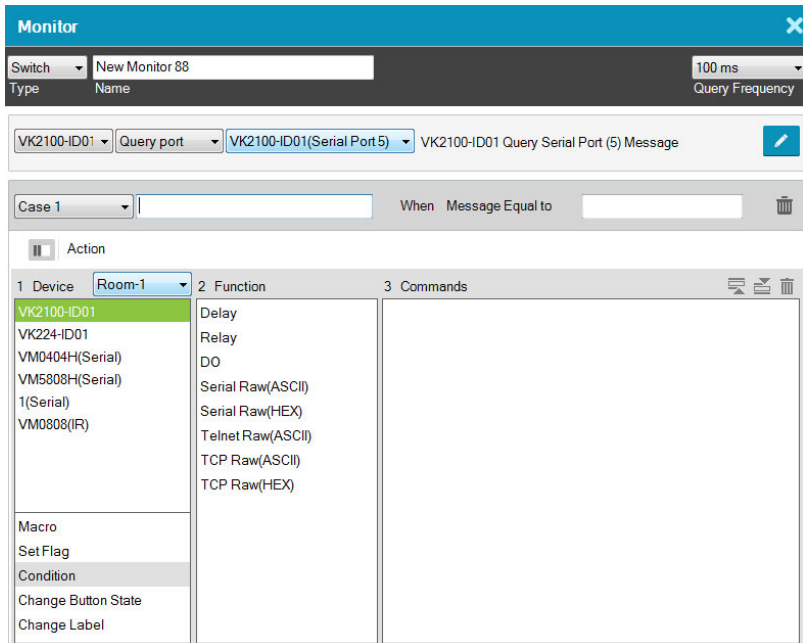 Monitor
Switch New Monitor 88 100 ms
Type Name Query Frequency
VK2100-ID01 Query port VK2100-ID01(Serial Port 5) VK2100-ID01 Query Serial Port (5) Message
Case 1 When Message Equal to
Action
1 Device Room-1 2 Function 3 Commands
VK2100-ID01
VK224-ID01
VM0404H(Serial)
VM5808H(Serial)
1(Serial)
VM0808(IR)
Macro
Set Flag
Condition
Change Button State
Change Label
Delay
Relay
DO
Serial Raw(ASCII)
Serial Raw(HEX)
Telnet Raw(ASCII)
TCP Raw(ASCII)
TCP Raw(HEX)